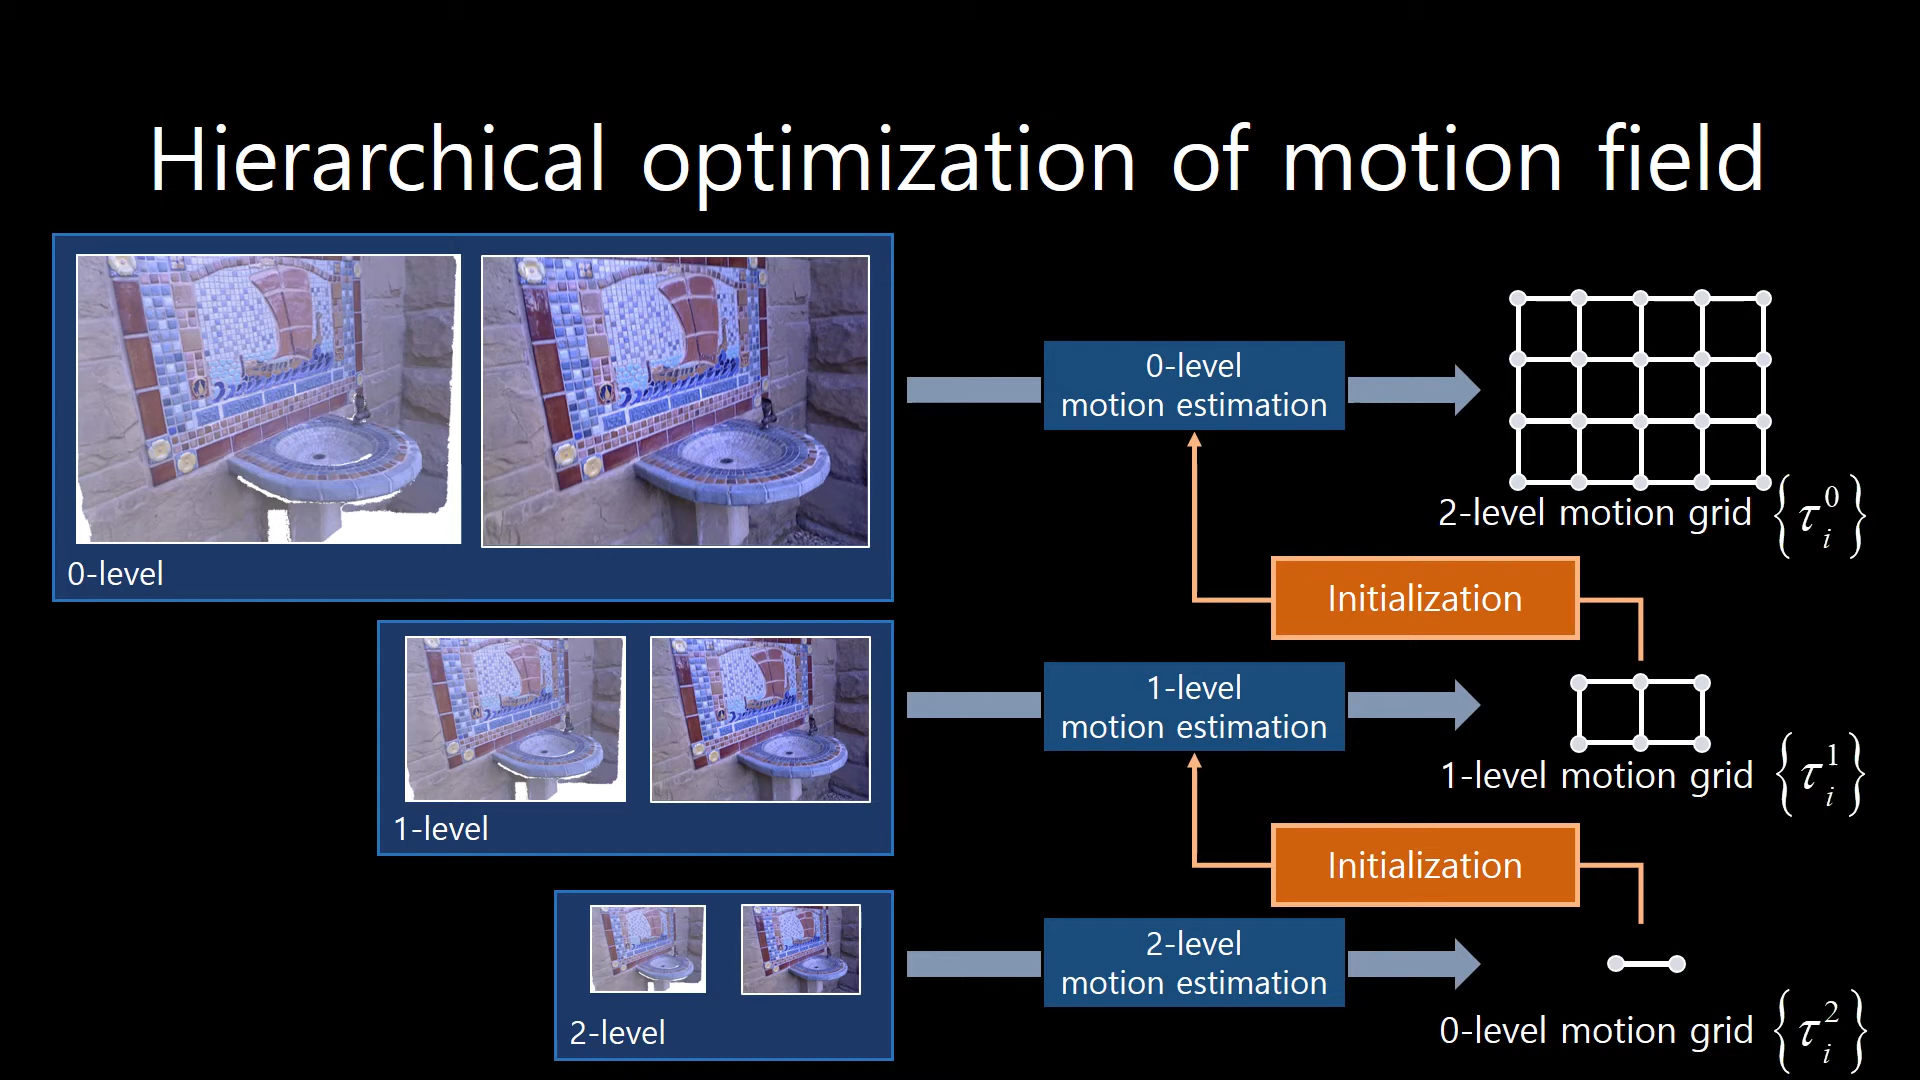 Hierarchical optimization of motion field
0-level
0-level
motion estimation
2-level motion grid {τ_i^0}
Initialization
1-level
1-level
motion estimation
1-level motion grid {τ_i^1}
Initialization
2-level
2-level
motion estimation
0-level motion grid {τ_i^2}